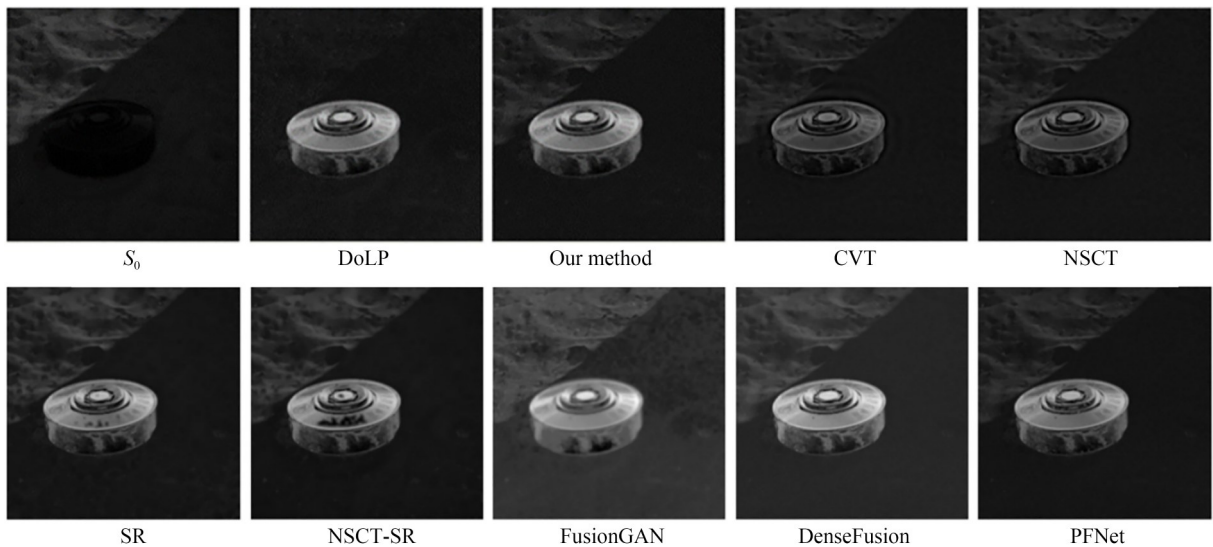 S₀ DoLP Our method CVT NSCT
SR NSCT-SR FusionGAN DenseFusion PFNet